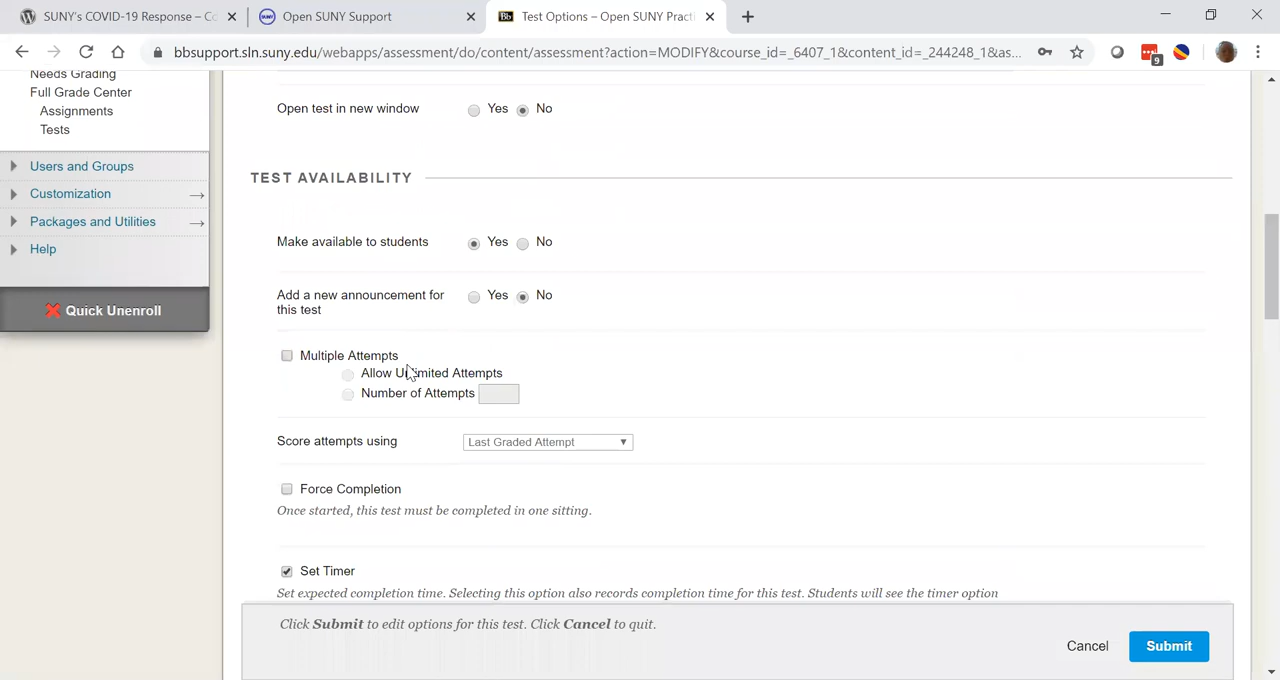 SUNY's COVID-19 Response – Co
Open SUNY Support
Bb
Test Options – Open SUNY Practi
bbsupport.sln.suny.edu/webapps/assessment/do/content/assessment?action=MODIFY&course_id=_6407_1&content_id=_244248_1&as...
9
Needs Grading
Full Grade Center
Assignments
Tests
Users and Groups
Customization
Packages and Utilities
Help
Quick Unenroll
Open test in new window
Yes No
TEST AVAILABILITY
Make available to students
Yes No
Add a new announcement for
this test
Yes No
Multiple Attempts
Allow Unlimited Attempts
Number of Attempts
Score attempts using
Last Graded Attempt
Force Completion
Once started, this test must be completed in one sitting.
Set Timer
Set expected completion time. Selecting this option also records completion time for this test. Students will see the timer option
Click Submit to edit options for this test. Click Cancel to quit.
Cancel
Submit